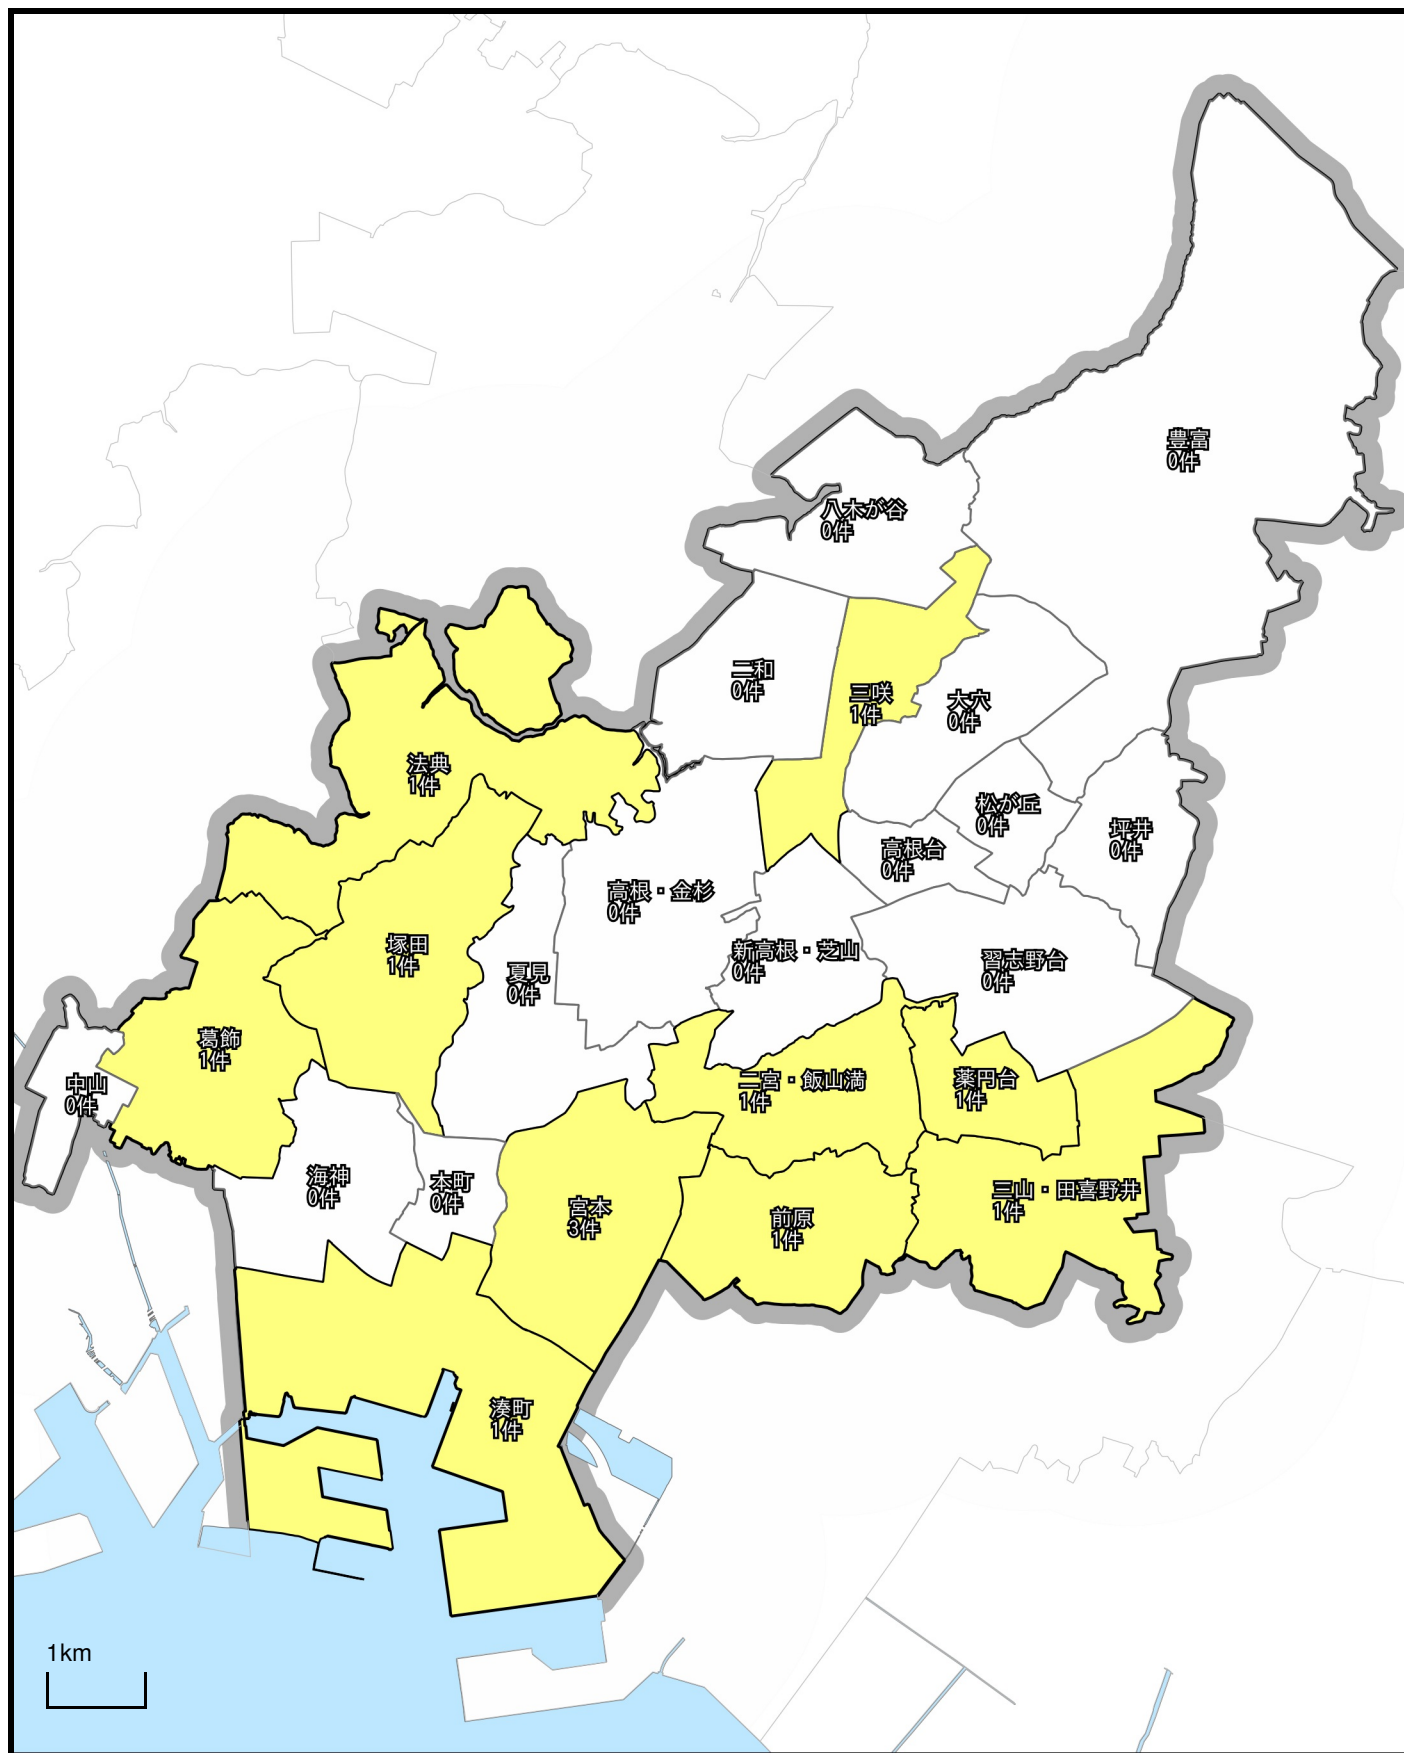 豊富
0件
八木が谷
0件
二和
0件
三咲
1件
大穴
0件
法典
1件
松が丘
0件
坪井
0件
高根台
0件
高根・金杉
0件
塚田
1件
新高根・芝山
0件
習志野台
0件
夏見
0件
葛飾
1件
中山
0件
二宮・飯山満
1件
薬円台
1件
海神
0件
本町
0件
宮本
3件
前原
1件
三山・田喜野井
1件
湊町
1件
1km